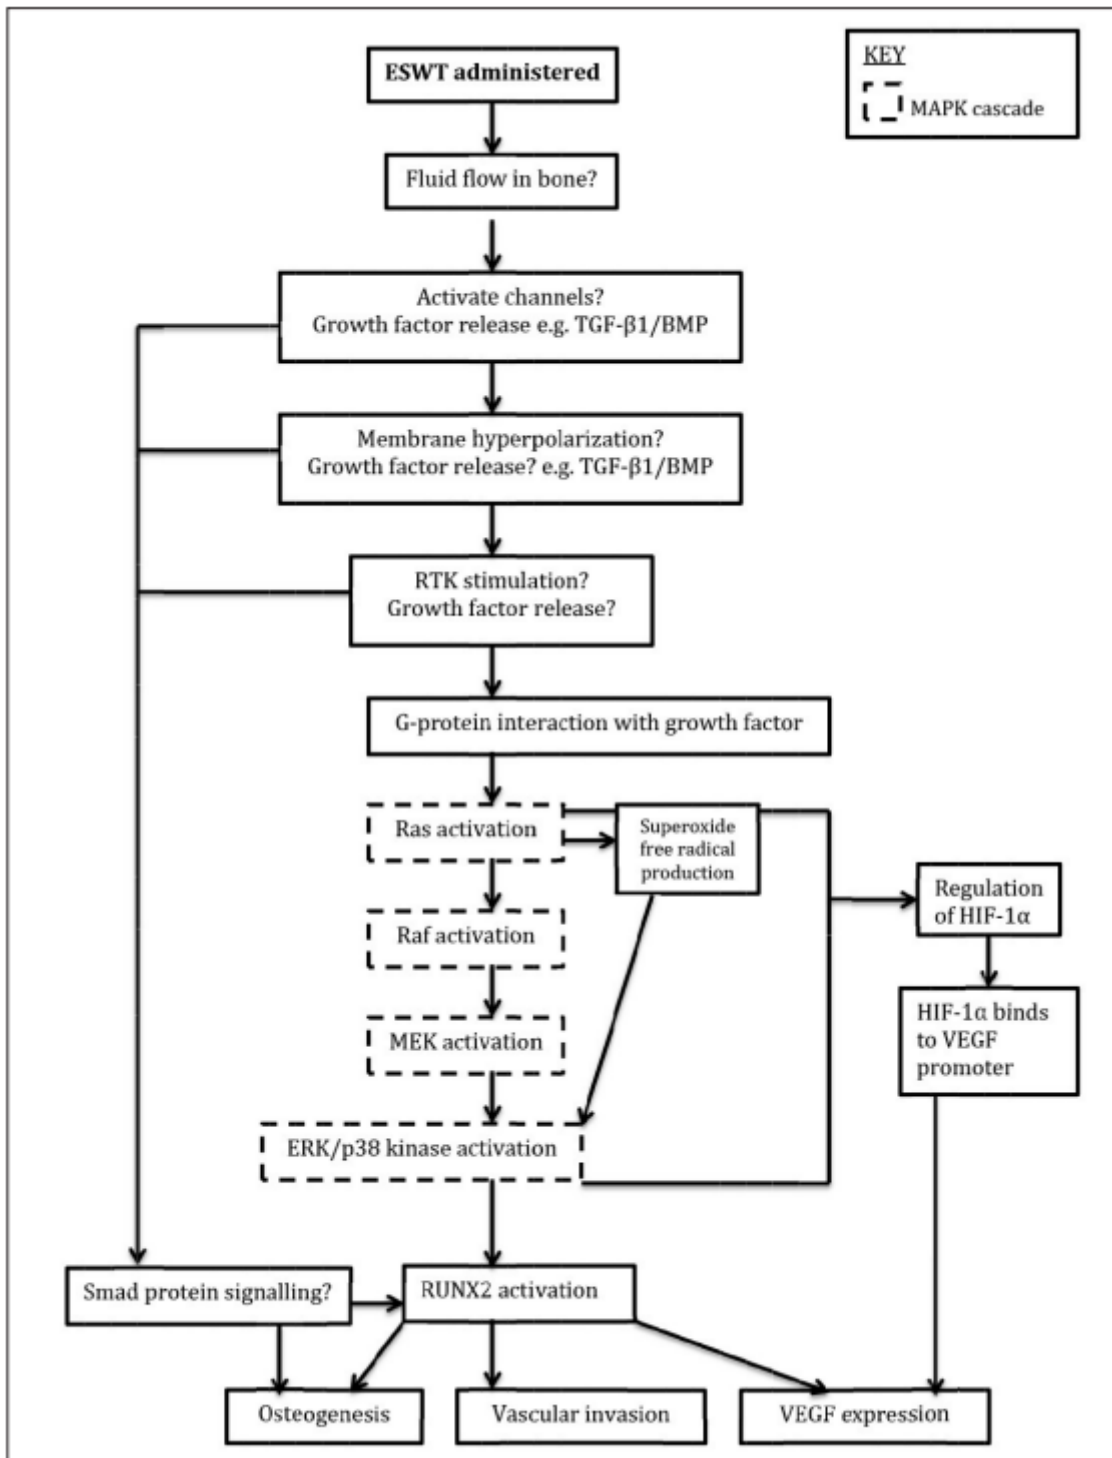 ESWT administered
KEY
MAPK cascade
Fluid flow in bone?
Activate channels?
Growth factor release e.g. TGF-β1/BMP
Membrane hyperpolarization?
Growth factor release? e.g. TGF-β1/BMP
RTK stimulation?
Growth factor release?
G-protein interaction with growth factor
Ras activation
Superoxide
free radical
production
Regulation
of HIF-1α
Raf activation
HIF-1α binds
to VEGF
promoter
MEK activation
ERK/p38 kinase activation
Smad protein signalling?
RUNX2 activation
Osteogenesis
Vascular invasion
VEGF expression